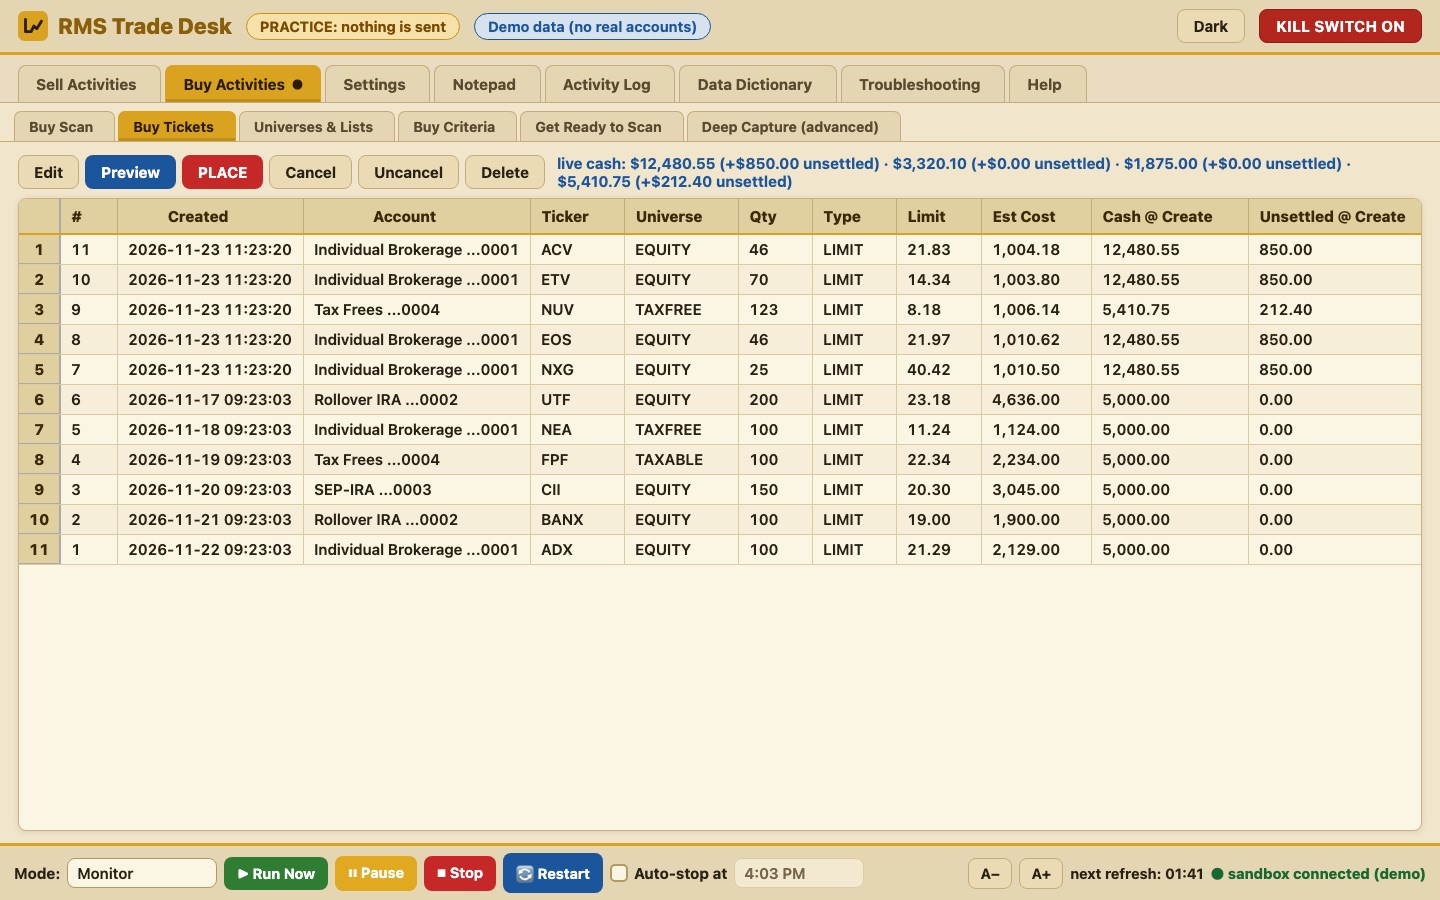 RMS Trade Desk PRACTICE: nothing is sent Demo data (no real accounts) Dark KILL SWITCH ON
Sell Activities Buy Activities ● Settings Notepad Activity Log Data Dictionary Troubleshooting Help
Buy Scan Buy Tickets Universes & Lists Buy Criteria Get Ready to Scan Deep Capture (advanced)
Edit Preview PLACE Cancel Uncancel Delete live cash: $12,480.55 (+$850.00 unsettled) · $3,320.10 (+$0.00 unsettled) · $1,875.00 (+$0.00 unsettled) ·
$5,410.75 (+$212.40 unsettled)
# Created Account Ticker Universe Qty Type Limit Est Cost Cash @ Create Unsettled @ Create
1 11 2026-11-23 11:23:20 Individual Brokerage ...0001 ACV EQUITY 46 LIMIT 21.83 1,004.18 12,480.55 850.00
2 10 2026-11-23 11:23:20 Individual Brokerage ...0001 ETV EQUITY 70 LIMIT 14.34 1,003.80 12,480.55 850.00
3 9 2026-11-23 11:23:20 Tax Frees ...0004 NUV TAXFREE 123 LIMIT 8.18 1,006.14 5,410.75 212.40
4 8 2026-11-23 11:23:20 Individual Brokerage ...0001 EOS EQUITY 46 LIMIT 21.97 1,010.62 12,480.55 850.00
5 7 2026-11-23 11:23:20 Individual Brokerage ...0001 NXG EQUITY 25 LIMIT 40.42 1,010.50 12,480.55 850.00
6 6 2026-11-17 09:23:03 Rollover IRA ...0002 UTF EQUITY 200 LIMIT 23.18 4,636.00 5,000.00 0.00
7 5 2026-11-18 09:23:03 Individual Brokerage ...0001 NEA TAXFREE 100 LIMIT 11.24 1,124.00 5,000.00 0.00
8 4 2026-11-19 09:23:03 Tax Frees ...0004 FPF TAXABLE 100 LIMIT 22.34 2,234.00 5,000.00 0.00
9 3 2026-11-20 09:23:03 SEP-IRA ...0003 CII EQUITY 150 LIMIT 20.30 3,045.00 5,000.00 0.00
10 2 2026-11-21 09:23:03 Rollover IRA ...0002 BANX EQUITY 100 LIMIT 19.00 1,900.00 5,000.00 0.00
11 1 2026-11-22 09:23:03 Individual Brokerage ...0001 ADX EQUITY 100 LIMIT 21.29 2,129.00 5,000.00 0.00
Mode: Monitor Run Now Pause Stop Restart Auto-stop at 4:03 PM A− A+ next refresh: 01:41 ● sandbox connected (demo)